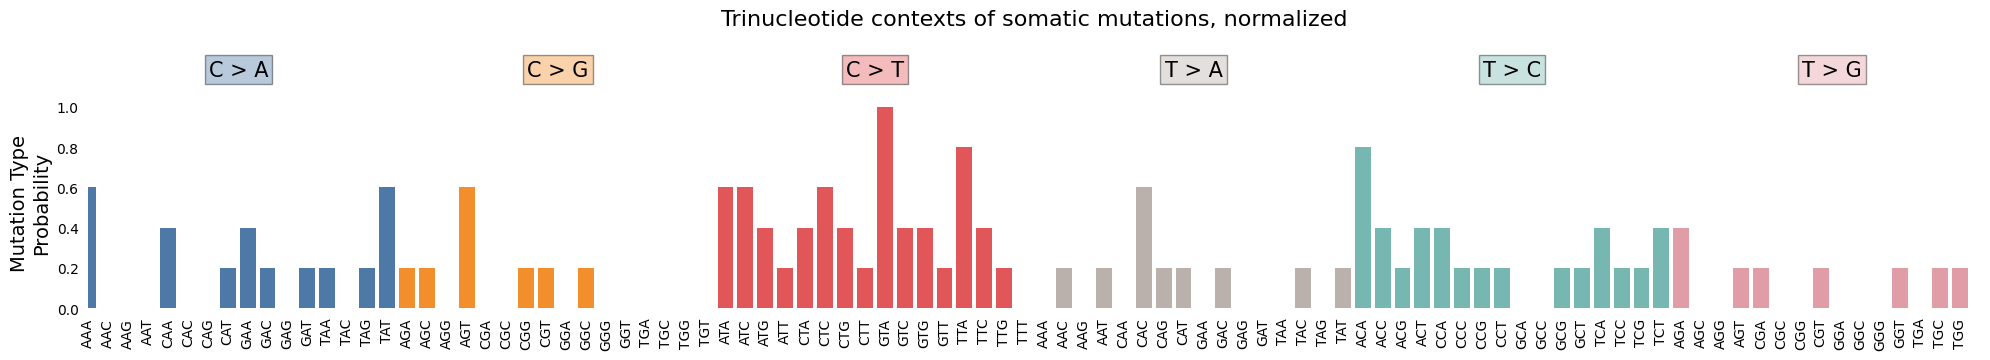 Trinucleotide contexts of somatic mutations, normalized
C > A C > G C > T T > A T > C T > G
Mutation Type
Probability
1.0
0.8
0.6
0.4
0.2
0.0
AAA AAC AAG AAT CAA CAC CAG CAT GAA GAC GAG GAT TAA TAC TAG TAT AGA AGC AGG AGT CGA CGC CGG CGT GGA GGC GGG GGT TGA TGC TGG TGT ATA ATC ATG ATT CTA CTC CTG CTT GTA GTC GTG GTT TTA TTC TTG TTT AAA AAC AAG AAT CAA CAC CAG CAT GAA GAC GAG GAT TAA TAC TAG TAT ACA ACC ACG ACT CCA CCC CCG CCT GCA GCC GCG GCT TCA TCC TCG TCT AGA AGC AGG AGT CGA CGC CGG CGT GGA GGC GGG GGT TGA TGC TGG